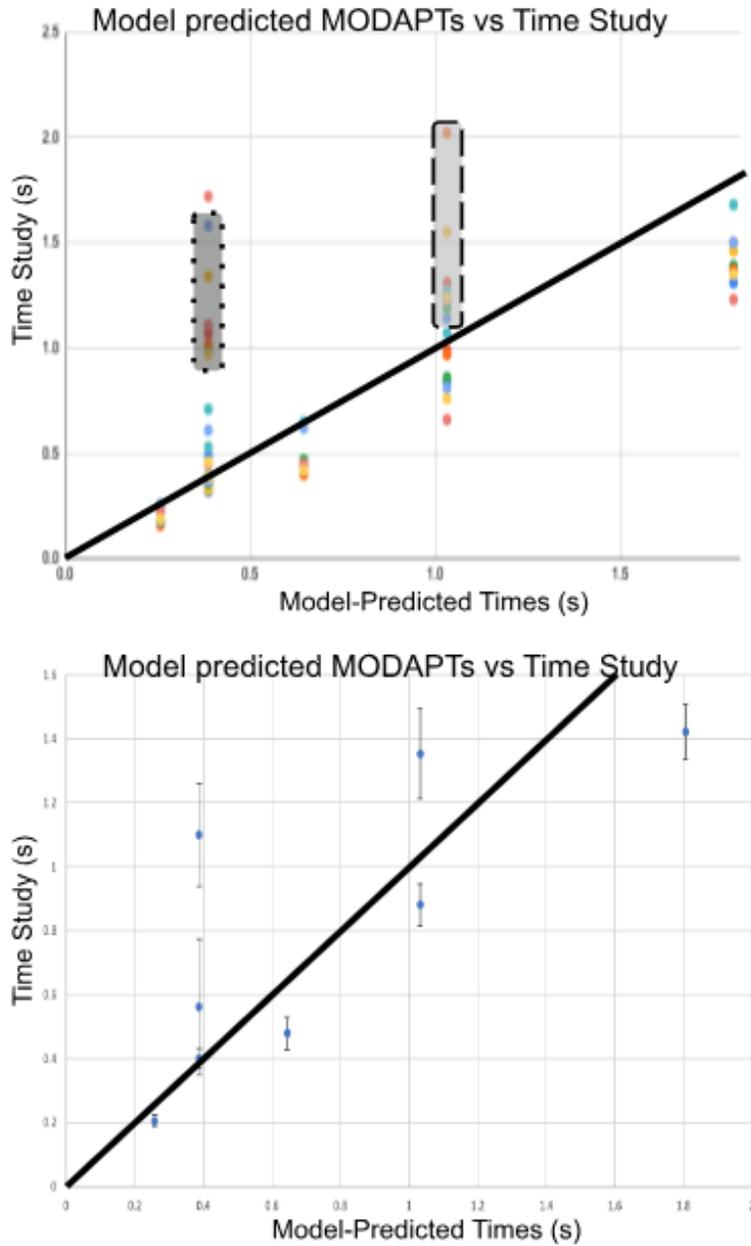 Model predicted MODAPTs vs Time Study
2.5
2.0
1.5
1.0
0.5
0.0
Time Study (s)
0.0 0.5 1.0 1.5
Model-Predicted Times (s)
Model predicted MODAPTs vs Time Study
1.6
1.4
1.2
1
0.8
0.6
0.4
0.2
0
Time Study (s)
0 0.2 0.4 0.6 0.8 1 1.2 1.4 1.6 1.8 2
Model-Predicted Times (s)